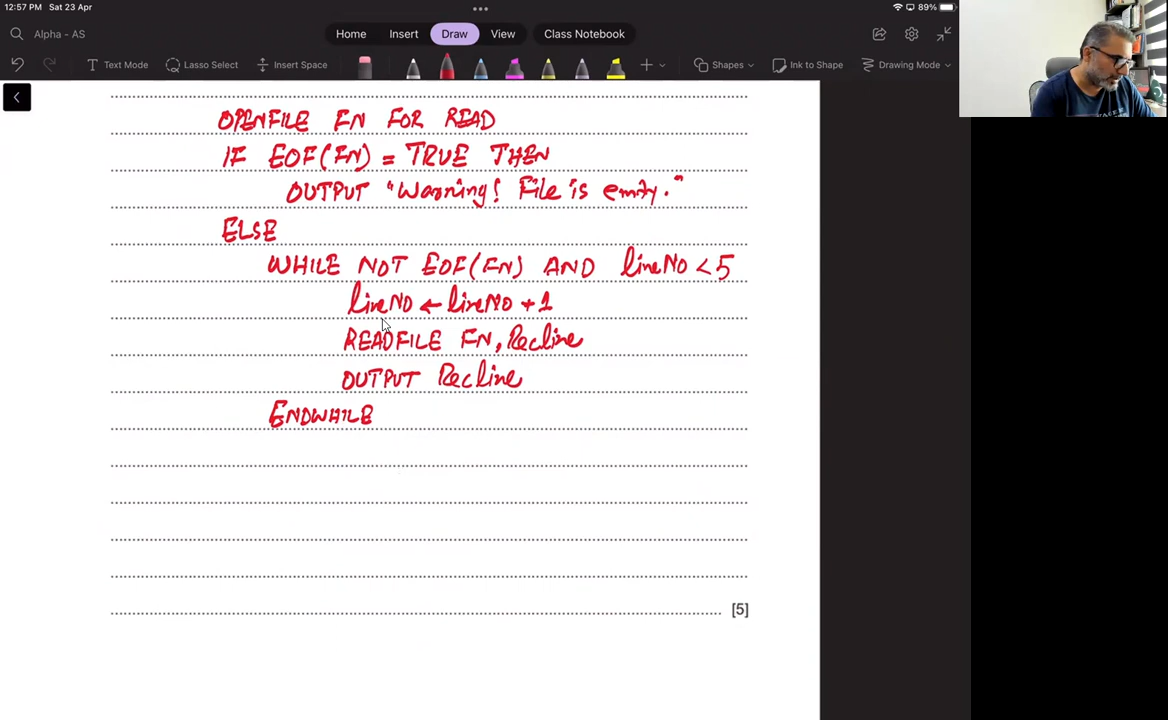 12:57 PM Sat 23 Apr
89%
Alpha - AS
Home Insert Draw View Class Notebook
Text Mode Lasso Select Insert Space Shapes Ink to Shape Drawing Mode
OPENFILE FN FOR READ
IF EOF(FN) = TRUE THEN
OUTPUT "Warning! File is emty."
ELSE
WHILE NOT EOF(FN) AND lineNo < 5
lineNo ← lineNo + 1
READFILE FN, Recline
OUTPUT Recline
ENDWHILE
[5]